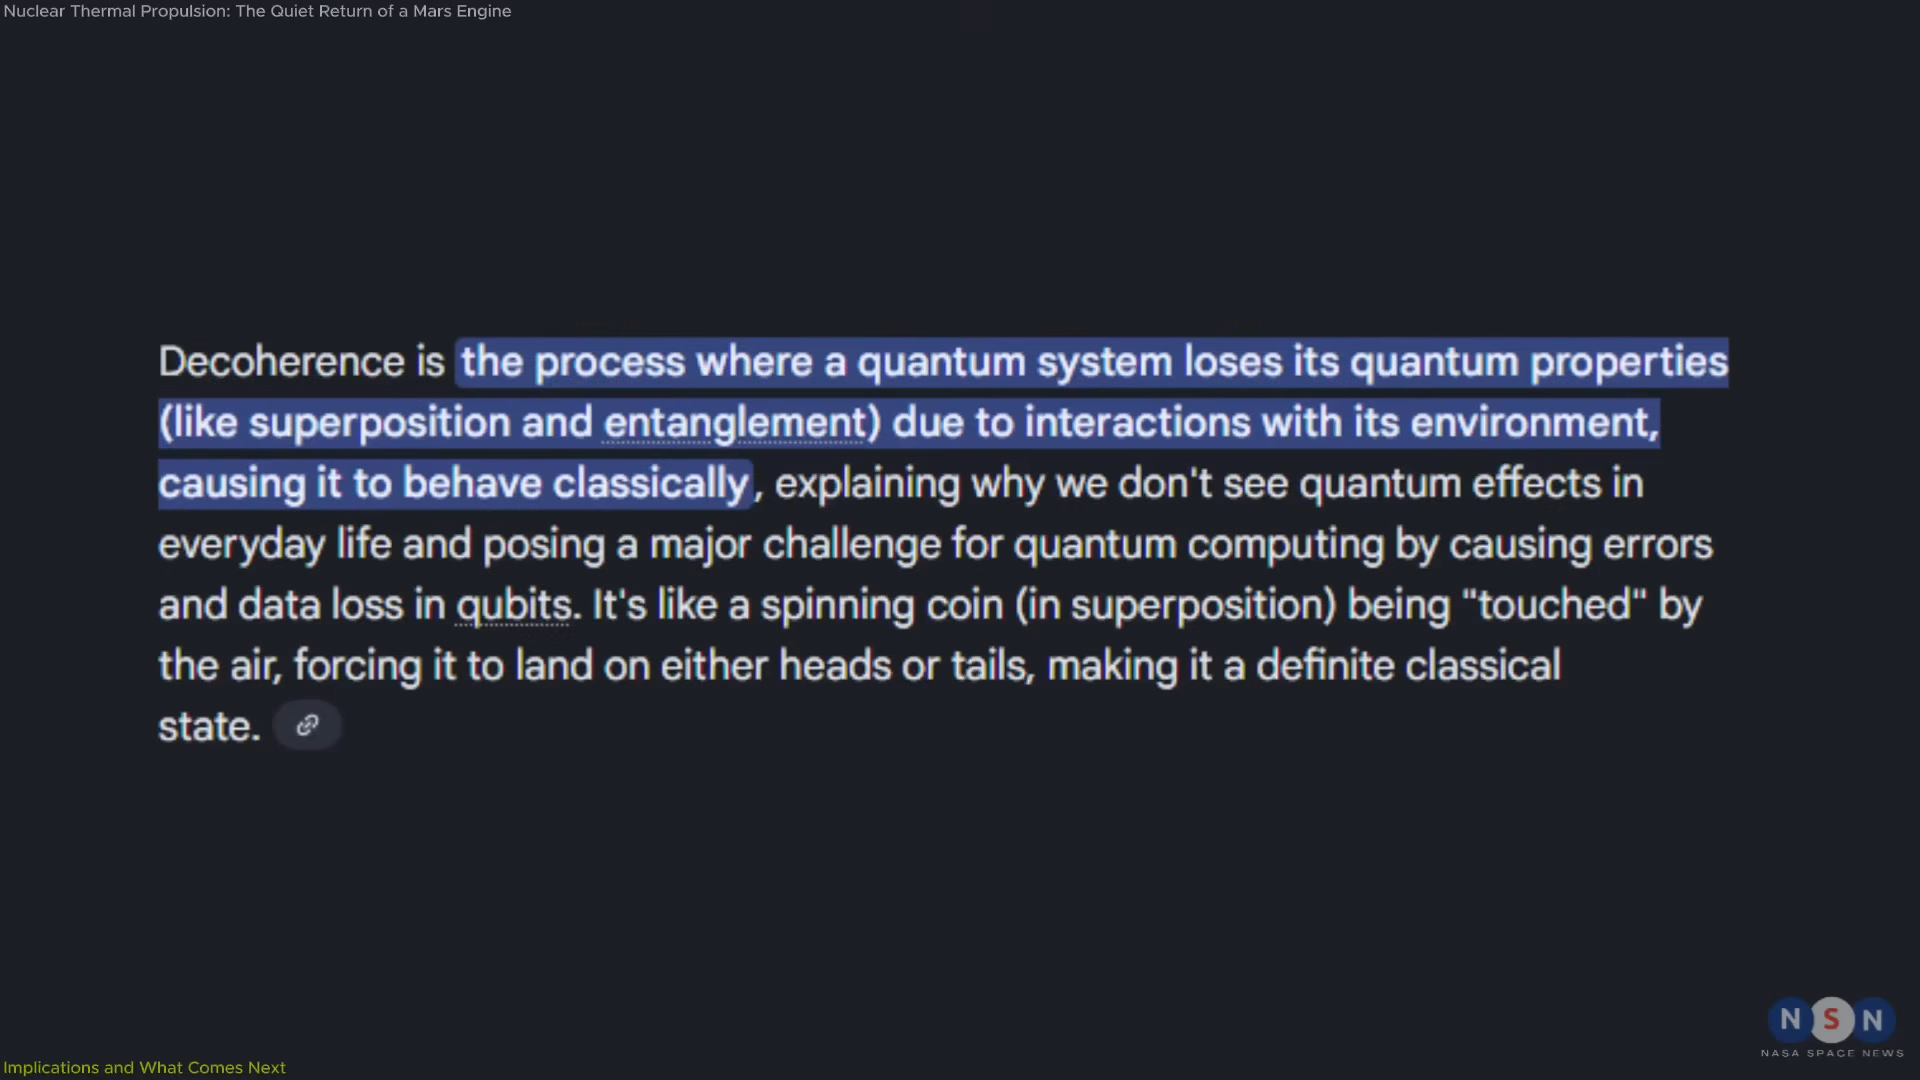 Nuclear Thermal Propulsion: The Quiet Return of a Mars Engine
Decoherence is the process where a quantum system loses its quantum properties
(like superposition and entanglement) due to interactions with its environment,
causing it to behave classically, explaining why we don't see quantum effects in
everyday life and posing a major challenge for quantum computing by causing errors
and data loss in qubits. It's like a spinning coin (in superposition) being "touched" by
the air, forcing it to land on either heads or tails, making it a definite classical
state.
NSN
NASA SPACE NEWS
Implications and What Comes Next